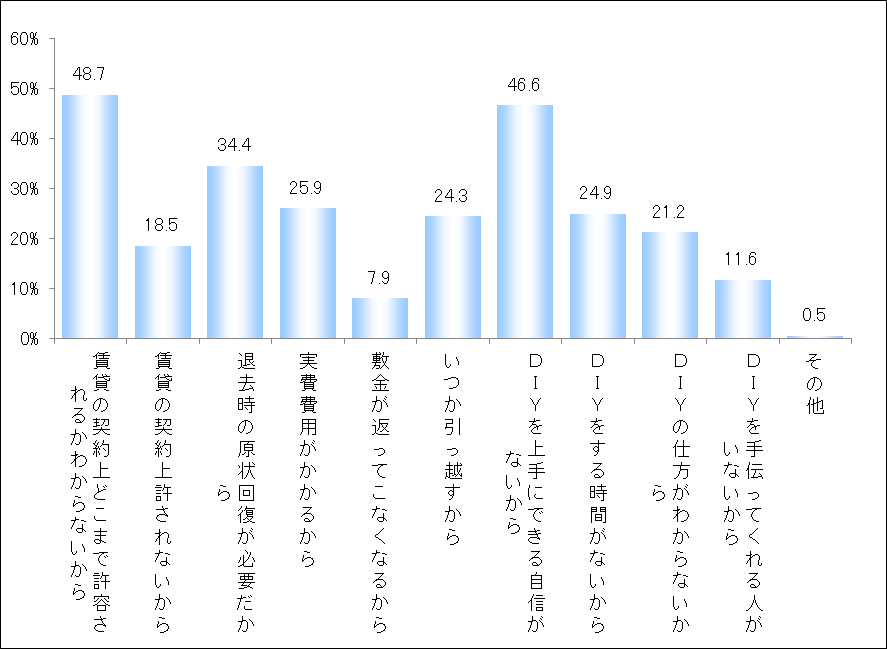 60%
50%
40%
30%
20%
10%
0%
48.7
18.5
34.4
25.9
7.9
24.3
46.6
24.9
21.2
11.6
0.5
賃貸の契約上どこまで許容さ
れるかわからないから
賃貸の契約上許されないから
退去時の原状回復が必要だか
ら
実費費用がかかるから
敷金が返ってこなくなるから
いつか引っ越すから
DIYを上手にできる自信が
ないから
DIYをする時間がないから
DIYの仕方がわからないか
ら
DIYを手伝ってくれる人が
いないから
その他